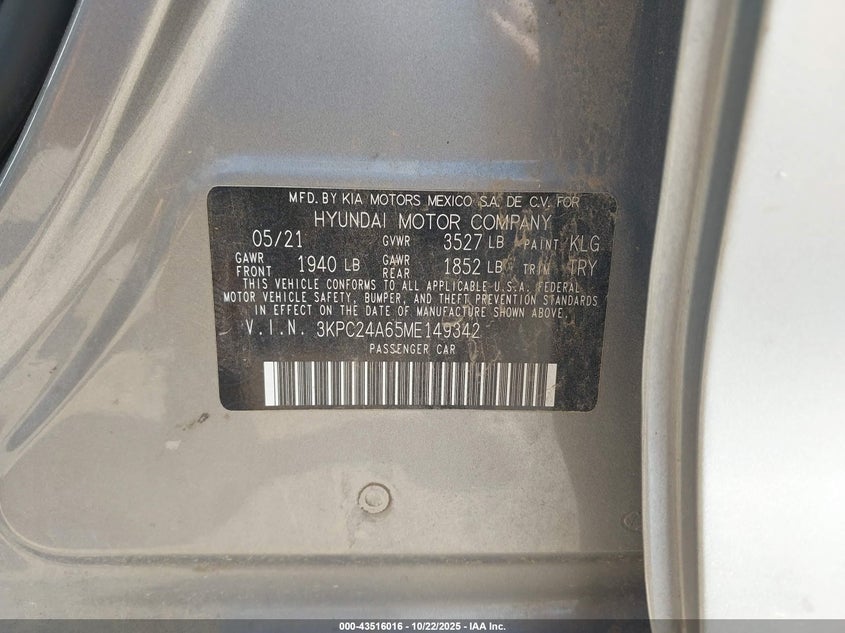 MFD. BY KIA MOTORS MEXICO S.A. DE C.V. FOR
HYUNDAI MOTOR COMPANY
05/21 GVWR 3527 LB PAINT KLG
GAWR FRONT 1940 LB GAWR REAR 1852 LB TRIM TRY
THIS VEHICLE CONFORMS TO ALL APPLICABLE U.S.A. FEDERAL
MOTOR VEHICLE SAFETY, BUMPER, AND THEFT PREVENTION STANDARDS
IN EFFECT ON THE DATE OF MANUFACTURE SHOWN ABOVE.
V.I.N. 3KPC24A65ME149342
PASSENGER CAR
000-43516016 - 10/22/2025 - IAA Inc.